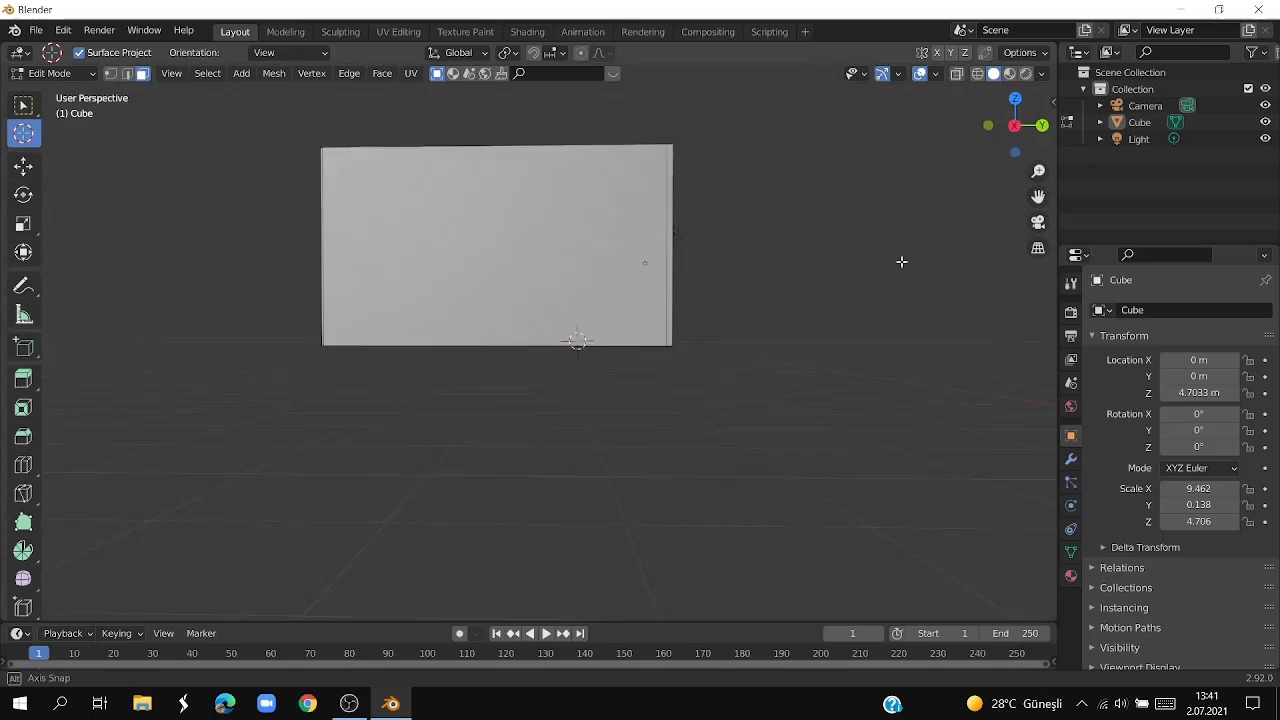 Blender
File Edit Render Window Help Layout Modeling Sculpting UV Editing Texture Paint Shading Animation Rendering Compositing Scripting + Scene View Layer
Surface Project Orientation: View Global X Y Z Options
Edit Mode View Select Add Mesh Vertex Edge Face UV
User Perspective
(1) Cube
Z
X
Y
Scene Collection
Collection
Camera
Cube
Light
Cube
Cube
Transform
Location X 0 m
Y 0 m
Z 4.7033 m
Rotation X 0°
Y 0°
Z 0°
Mode XYZ Euler
Scale X 9.462
Y 0.138
Z 4.706
Delta Transform
Relations
Collections
Instancing
Motion Paths
Visibility
Viewport Display
Playback Keying View Marker 1 Start 1 End 250
1 10 20 30 40 50 60 70 80 90 100 110 120 130 140 150 160 170 180 190 200 210 220 230 240 250
Alt Axis Snap 2.92.0
28°C Güneşli
13:41
2.07.2021